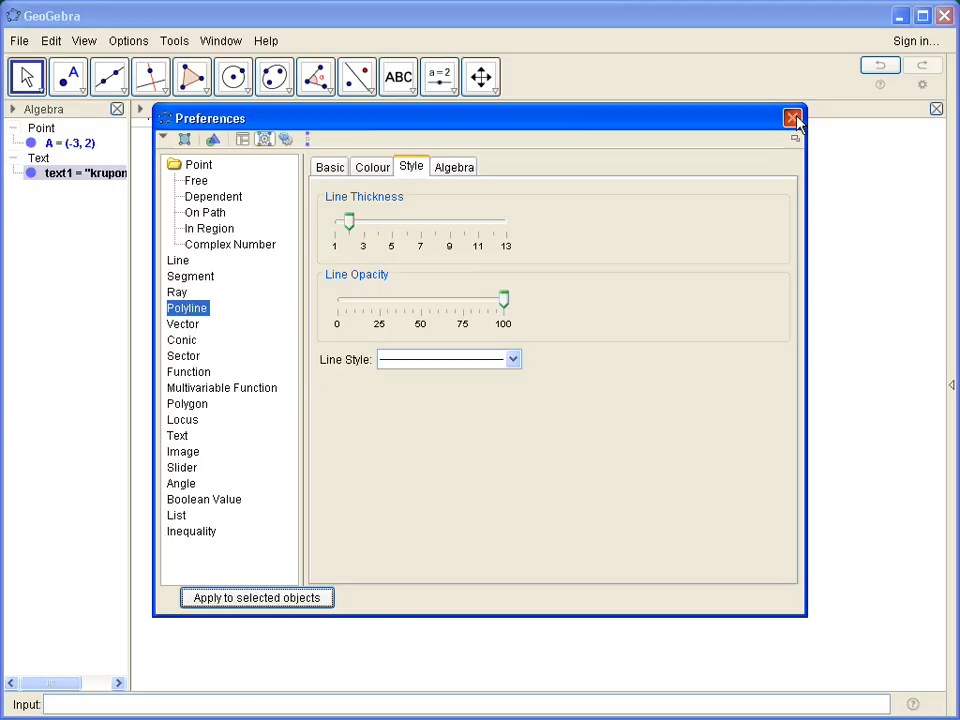 GeoGebra
File Edit View Options Tools Window Help Sign in...
A ABC a=2
Algebra
Preferences
Point
A = (-3, 2)
Text
text1 = "krupon
Point
Free
Dependent
On Path
In Region
Complex Number
Line
Segment
Ray
Polyline
Vector
Conic
Sector
Function
Multivariable Function
Polygon
Locus
Text
Image
Slider
Angle
Boolean Value
List
Inequality
Basic Colour Style Algebra
Line Thickness
1 3 5 7 9 11 13
Line Opacity
0 25 50 75 100
Line Style:
Apply to selected objects
Input: